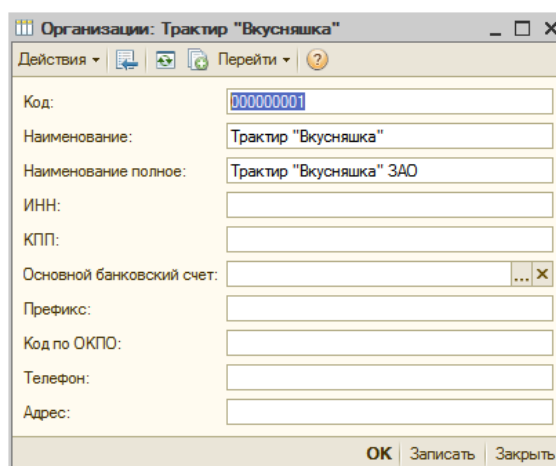 Организации: Трактир "Вкусняшка"
Действия Перейти ?
Код: 000000001
Наименование: Трактир "Вкусняшка"
Наименование полное: Трактир "Вкусняшка" ЗАО
ИНН:
КПП:
Основной банковский счет: ... ×
Префикс:
Код по ОКПО:
Телефон:
Адрес:
OK Записать Закрыть